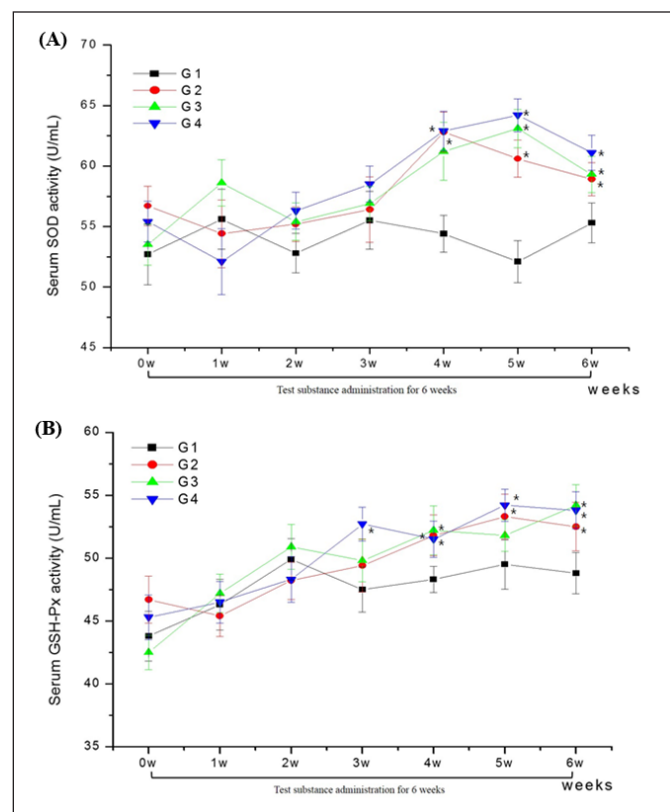 (A)
70
65
60
55
50
45
Serum SOD activity (U/mL)
G 1
G 2
G 3
G 4
* * * * * * * *
0w 1w 2w 3w 4w 5w 6w
Test substance administration for 6 weeks
weeks
(B)
60
55
50
45
40
35
Serum GSH-Px activity (U/mL)
G 1
G 2
G 3
G 4
* * * * * * * * *
0w 1w 2w 3w 4w 5w 6w
Test substance administration for 6 weeks
weeks